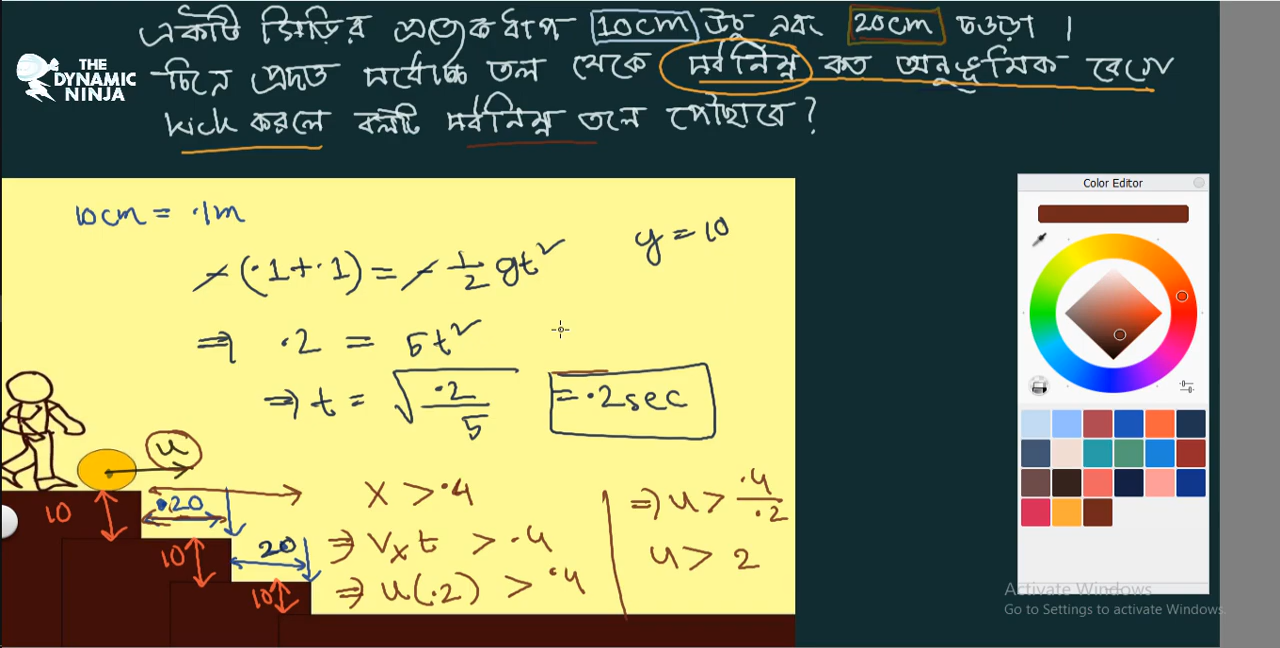 একটি সিঁড়ির প্রত্যেক ধাপ 10cm উচু এবং 20cm চওড়া ।
THE DYNAMIC NINJA
চিত্রে প্রদত্ত সর্বোচ্চ তল থেকে সর্বনিম্ন কত অনুভূমিক বেগে
kick করলে বলটি সর্বনিম্ন তলে পৌছাবে ?
Color Editor
10cm = .1m
y = 10
-(.1+.1) = -1/2 gt²
⇒ .2 = 5t²
⇒ t = √(.2/5) = .2sec
u
10
20
10
20
10
x > .4
⇒ Vx t > .4
⇒ u(.2) > .4
⇒ u > .4/.2
u > 2
Activate Windows
Go to Settings to activate Windows.